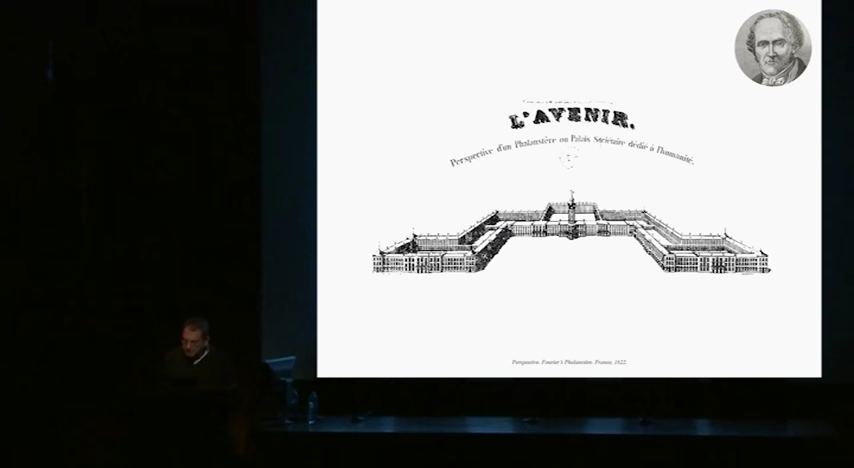 L'AVENIR.
Perspective d'un Phalanstère ou Palais Sociétaire dédié à l'humanité.
Perspective. Fourier's Phalanstère. France, 1822.